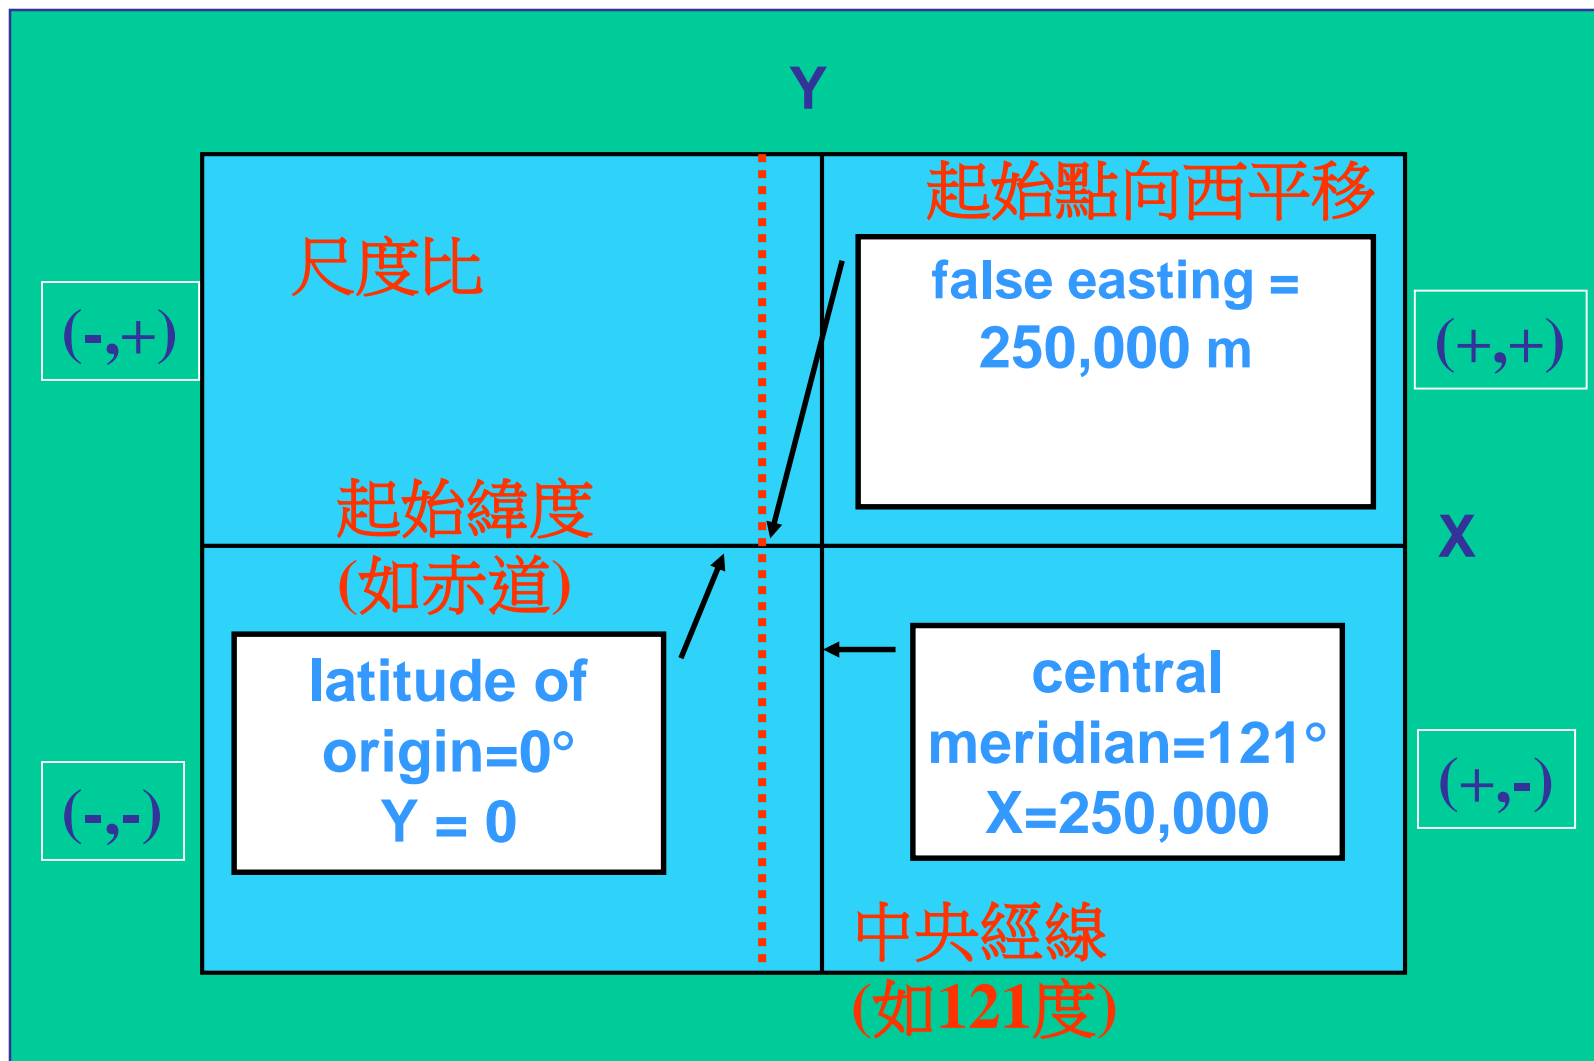 Y
起始點向西平移
尺度比
false easting =
250,000 m
(-,+)
(+,+)
起始緯度
(如赤道)
X
latitude of
origin=0°
Y = 0
central
meridian=121°
X=250,000
(-,-)
(+,-)
中央經線
(如121度)